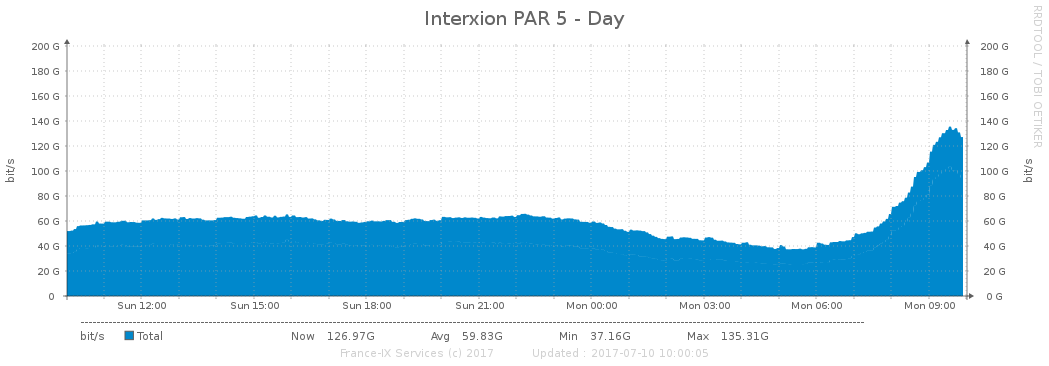 Interxion PAR 5 - Day
RRDTOOL / TOBI OETIKER
bit/s
200 G
180 G
160 G
140 G
120 G
100 G
80 G
60 G
40 G
20 G
0
200 G
180 G
160 G
140 G
120 G
100 G
80 G
60 G
40 G
20 G
0 G
bit/s
Sun 12:00 Sun 15:00 Sun 18:00 Sun 21:00 Mon 00:00 Mon 03:00 Mon 06:00 Mon 09:00
bit/s Total Now 126.97G Avg 59.83G Min 37.16G Max 135.31G
France-IX Services (c) 2017 Updated : 2017-07-10 10:00:05